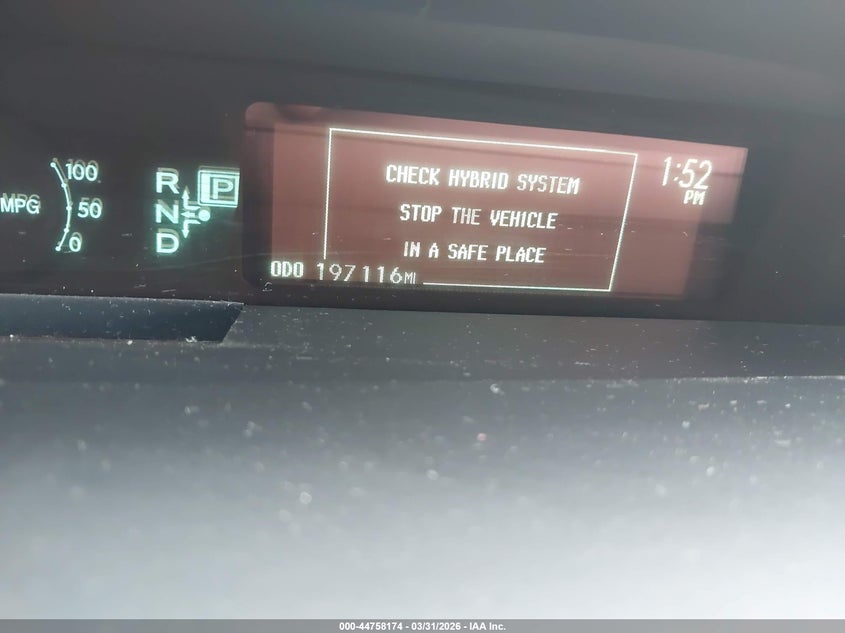 100
MPG
50
0
R
P
N
D
CHECK HYBRID SYSTEM
STOP THE VEHICLE
IN A SAFE PLACE
1:52
PM
ODO 197116MI
000-44758174 - 03/31/2026 - IAA Inc.